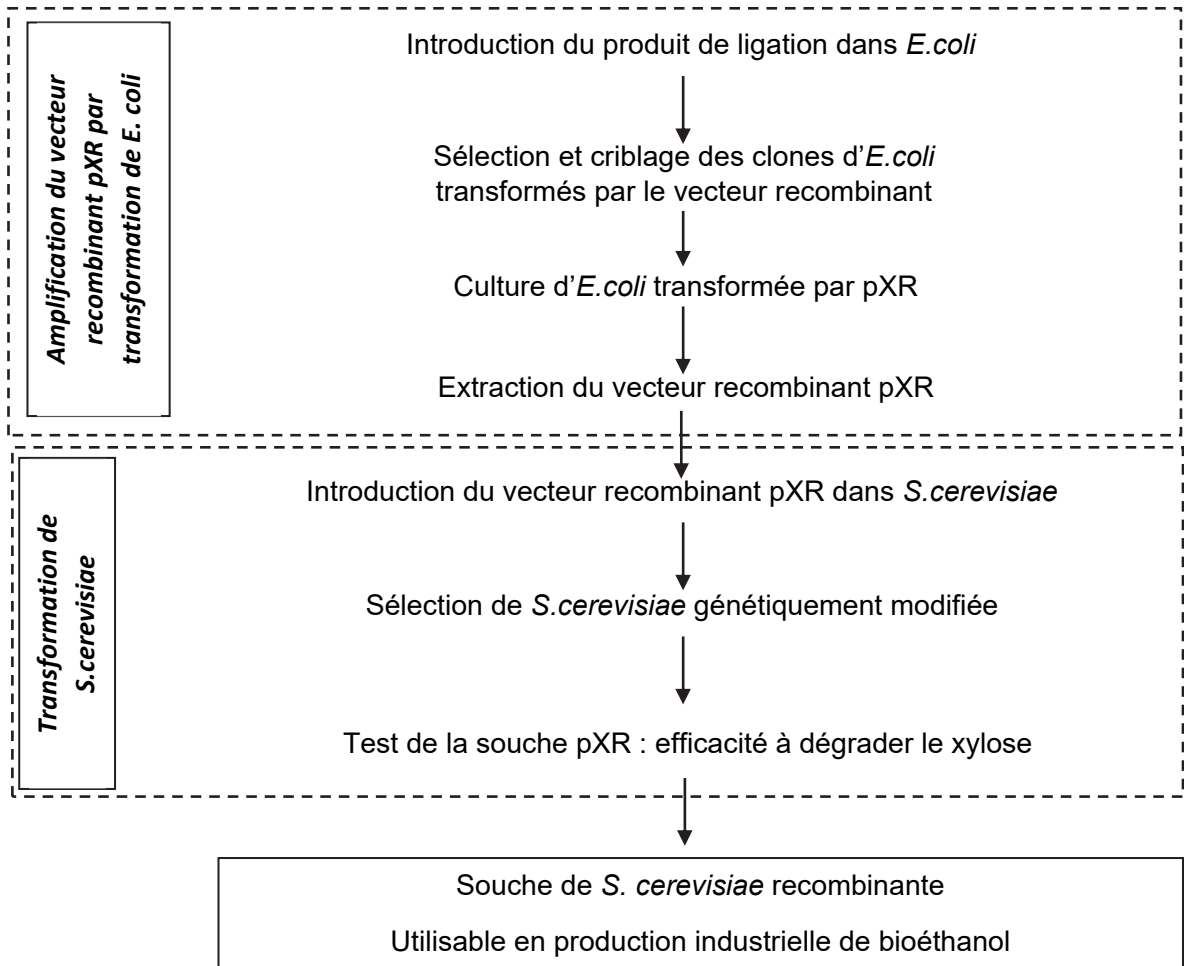 Amplification du vecteur
recombinant pXR par
transformation de E. coli
Introduction du produit de ligation dans E.coli
Sélection et criblage des clones d’E.coli
transformés par le vecteur recombinant
Culture d’E.coli transformée par pXR
Extraction du vecteur recombinant pXR
Transformation de
S.cerevisiae
Introduction du vecteur recombinant pXR dans S.cerevisiae
Sélection de S.cerevisiae génétiquement modifiée
Test de la souche pXR : efficacité à dégrader le xylose
Souche de S. cerevisiae recombinante
Utilisable en production industrielle de bioéthanol